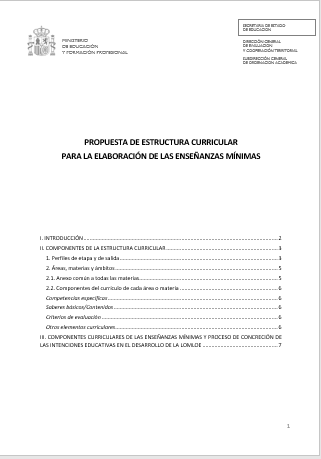 MINISTERIO
DE EDUCACIÓN
Y FORMACIÓN PROFESIONAL
SECRETARÍA DE ESTADO
DE EDUCACIÓN
DIRECCIÓN GENERAL
DE EVALUACIÓN
Y COOPERACIÓN TERRITORIAL
SUBDIRECCIÓN GENERAL
DE ORDENACIÓN ACADÉMICA
PROPUESTA DE ESTRUCTURA CURRICULAR
PARA LA ELABORACIÓN DE LAS ENSEÑANZAS MÍNIMAS
I. INTRODUCCIÓN 2
II. COMPONENTES DE LA ESTRUCTURA CURRICULAR 3
1. Perfiles de etapa y de salida 3
2. Áreas, materias y ámbitos 5
2.1. Anexo común a todas las materias 5
2.2. Componentes del currículo de cada área o materia 6
Competencias específicas 6
Saberes básicos/Contenidos 6
Criterios de evaluación 6
Otros elementos curriculares 6
III. COMPONENTES CURRICULARES DE LAS ENSEÑANZAS MÍNIMAS Y PROCESO DE CONCRECIÓN DE
LAS INTENCIONES EDUCATIVAS EN EL DESARROLLO DE LA LOMLOE 7
1